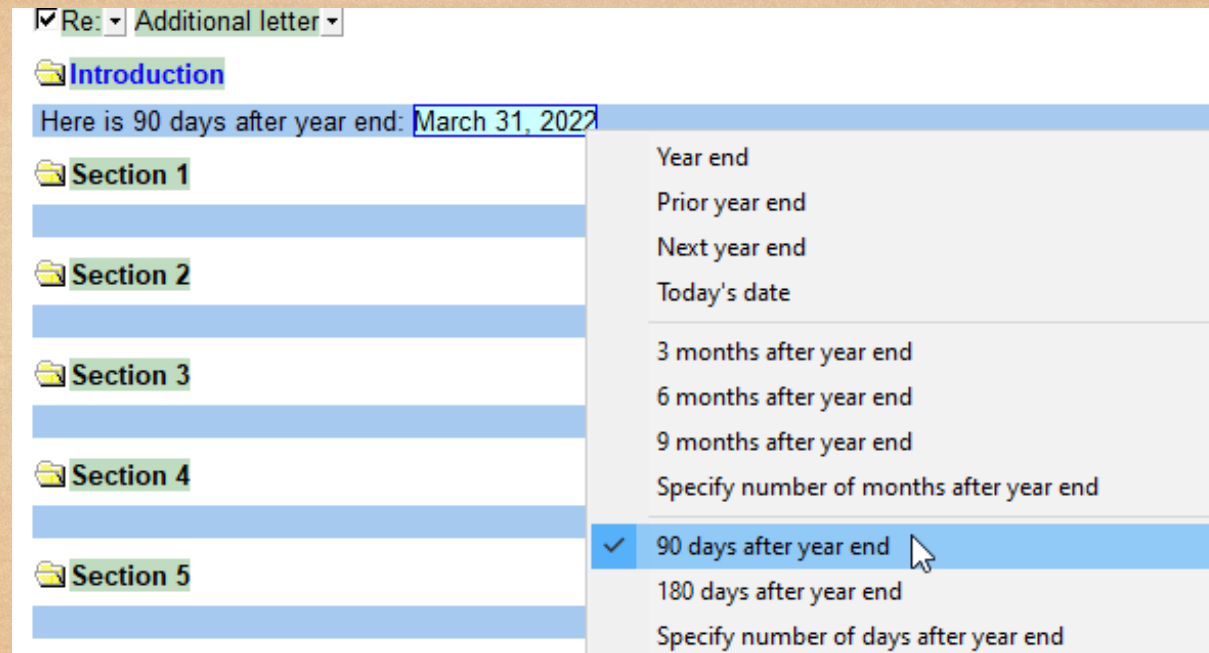 Re: Additional letter
Introduction
Here is 90 days after year end: March 31, 2022
Section 1
Section 2
Section 3
Section 4
Section 5
Year end
Prior year end
Next year end
Today's date
3 months after year end
6 months after year end
9 months after year end
Specify number of months after year end
90 days after year end
180 days after year end
Specify number of days after year end